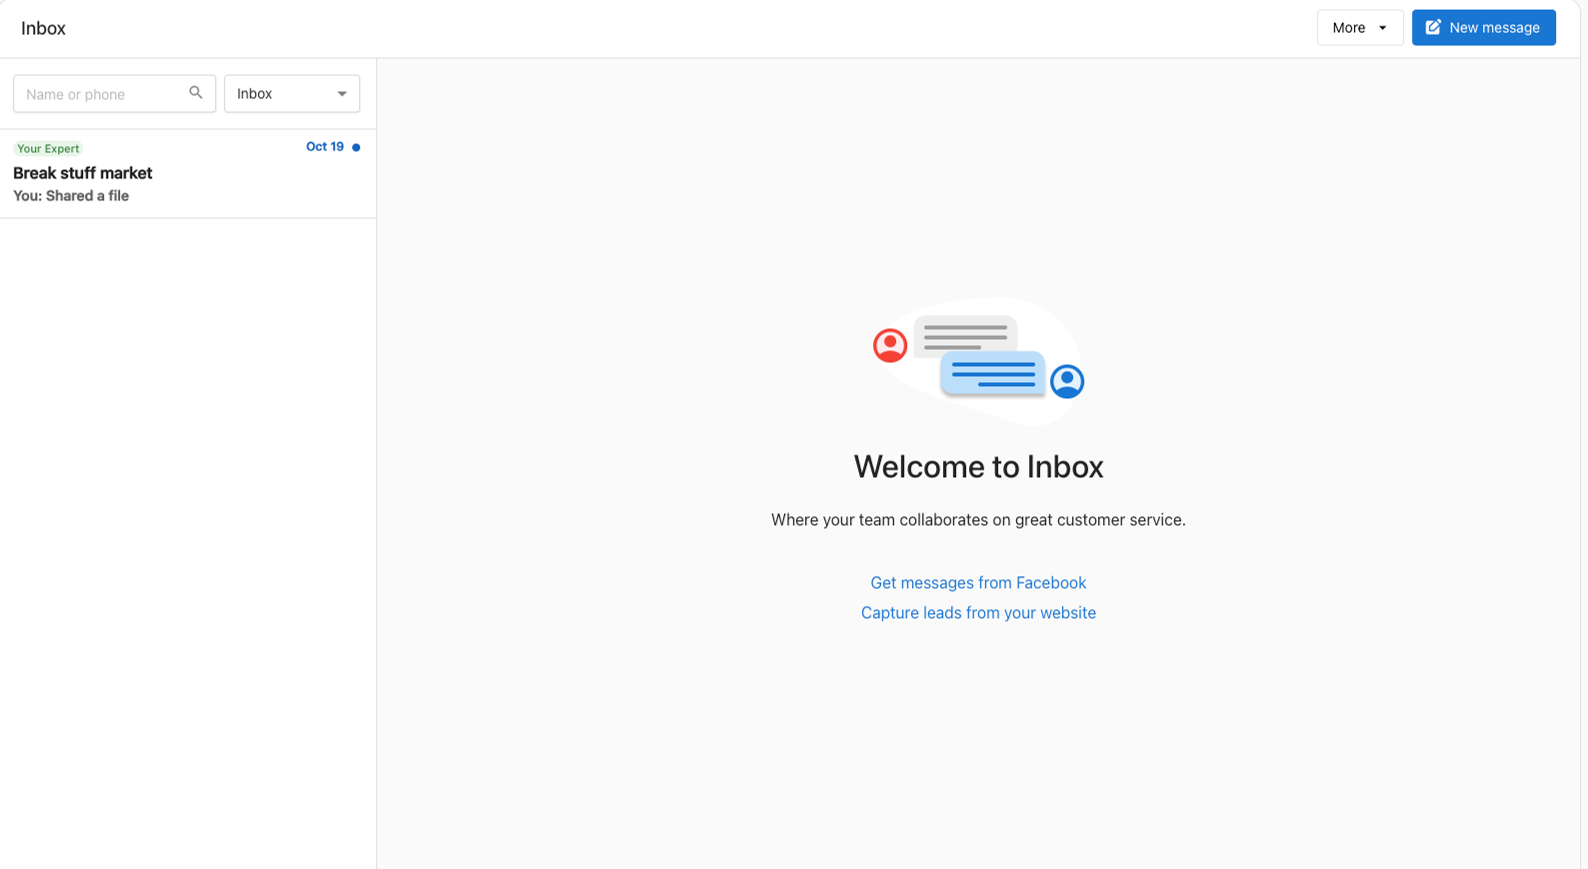 Inbox
More
New message
Name or phone
Inbox
Your Expert
Oct 19
Break stuff market
You: Shared a file
Welcome to Inbox
Where your team collaborates on great customer service.
Get messages from Facebook
Capture leads from your website